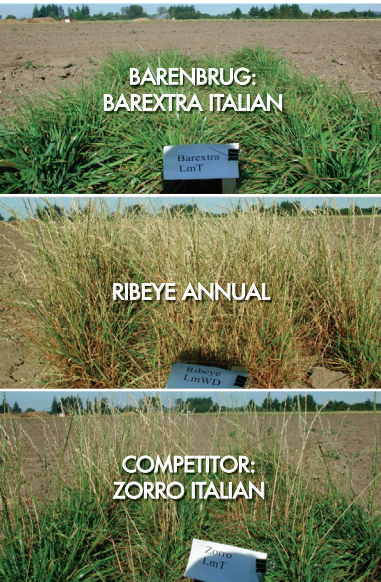 BARENBRUG:
BAREXTRA ITALIAN
Barextra
LmT
RIBEYE ANNUAL
Ribeye
LmWD
COMPETITOR:
ZORRO ITALIAN
Zorro
LmT